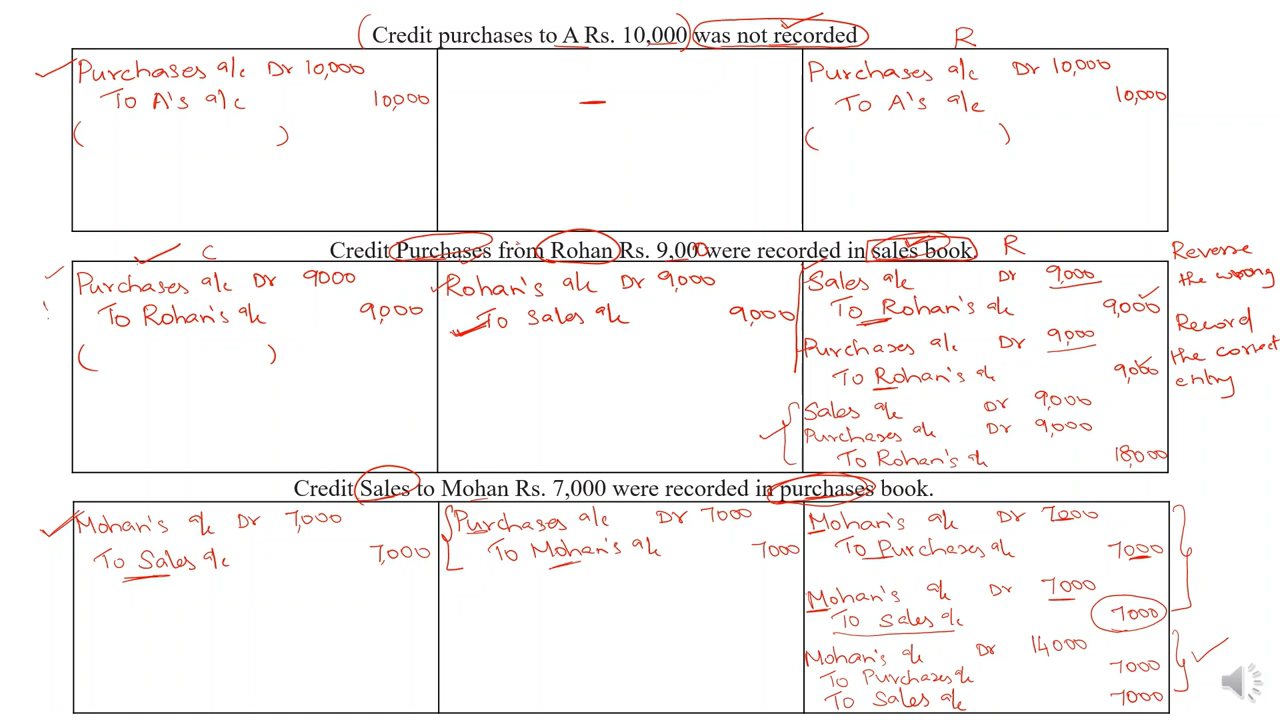 (Credit purchases to A Rs. 10,000) was not recorded R
Purchases a/c Dr 10,000
To A's a/c 10,000
( )
—
Purchases a/c Dr 10,000
To A's a/c 10,000
( )
Credit Purchases from Rohan Rs. 9,000 were recorded in sales book. R
C
Purchases a/c Dr 9000
To Rohan's a/c 9,000
( )
Rohan's a/c Dr 9,000
To Sales a/c 9,000
Sales a/c Dr 9,000
To Rohan's a/c 9,000
Purchases a/c Dr 9,000
To Rohan's a/c 9,000
Sales a/c Dr 9,000
Purchases a/c Dr 9,000
To Rohan's a/c 18,000
Reverse
the wrong
Record
the correct
entry
Credit Sales to Mohan Rs. 7,000 were recorded in purchases book.
Mohan's a/c Dr 7,000
To Sales a/c 7,000
Purchases a/c Dr 7000
To Mohan's a/c 7000
Mohan's a/c Dr 7000
To Purchases a/c 7000
Mohan's a/c Dr 7000
To Sales a/c 7000
Mohan's a/c Dr 14000
To Purchases a/c 7000
To Sales a/c 7000